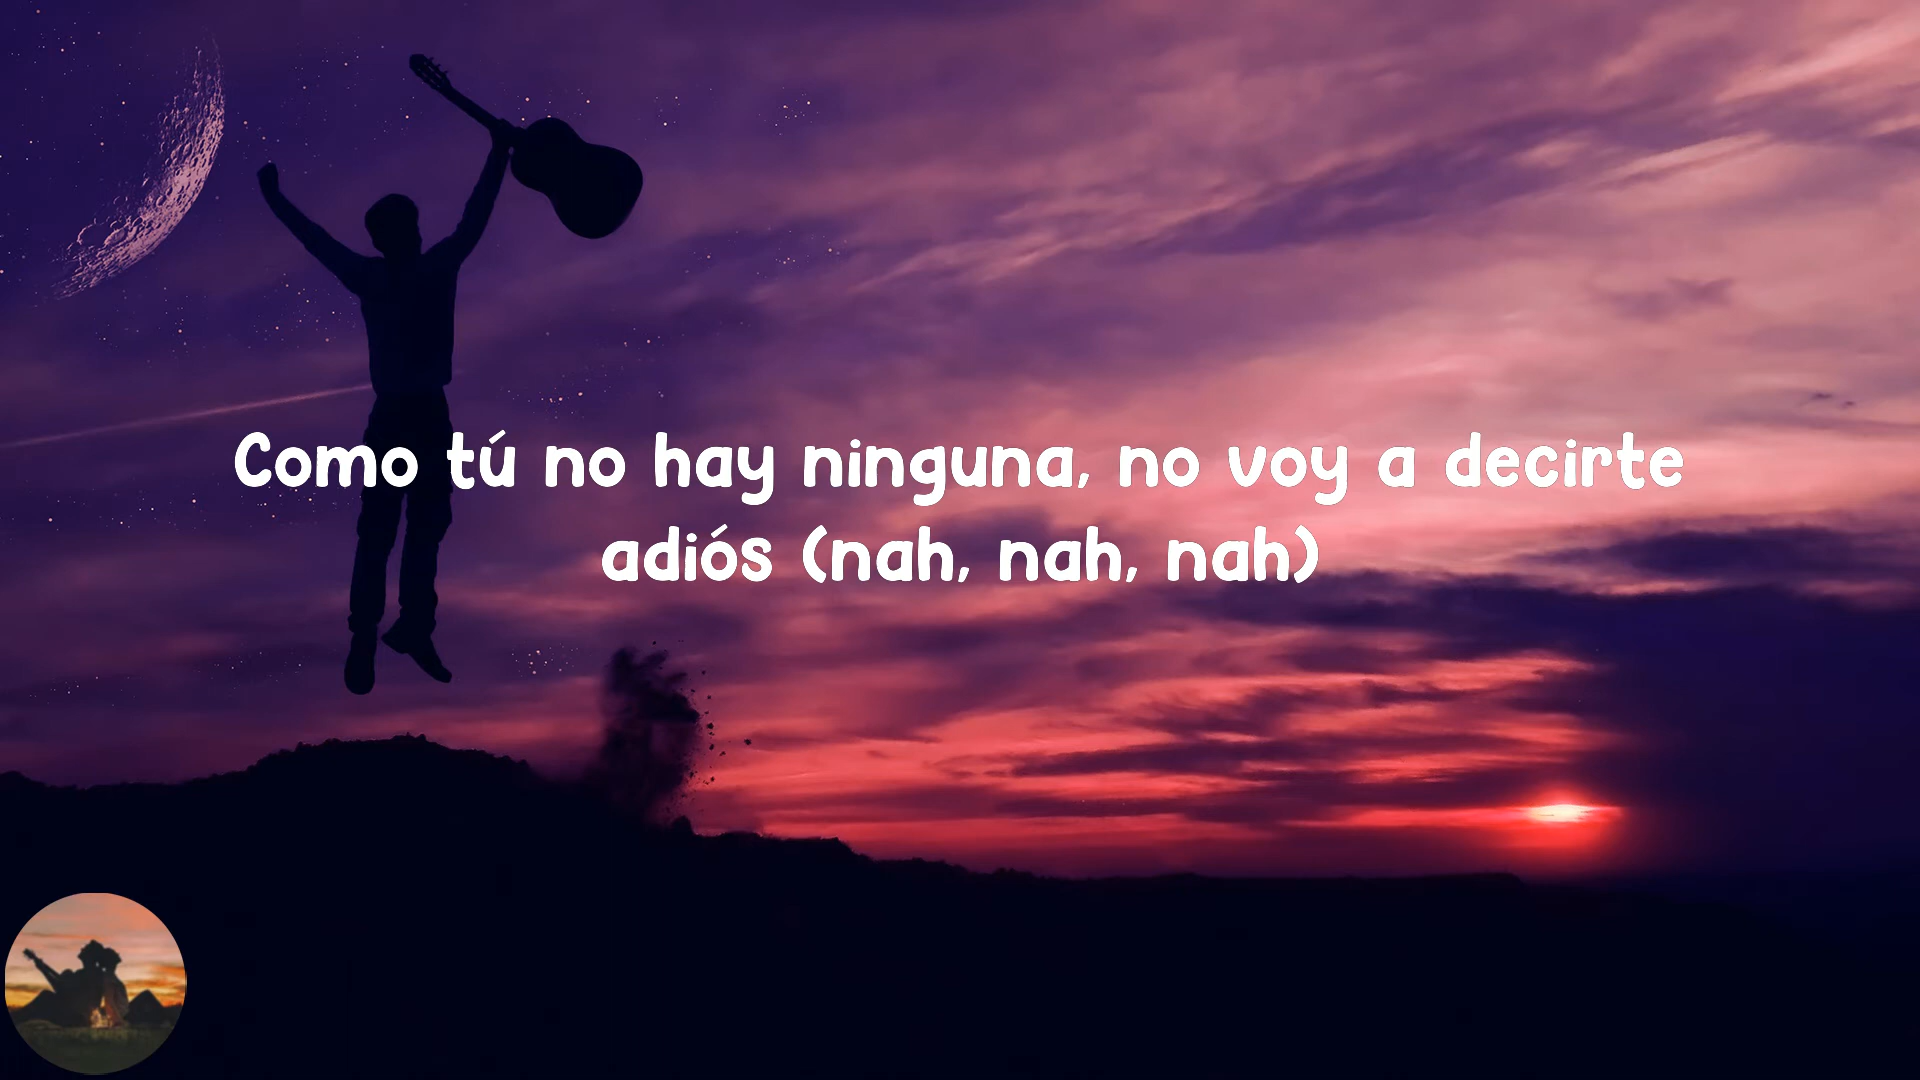 Como tú no hay ninguna, no voy a decirte
adiós (nah, nah, nah)